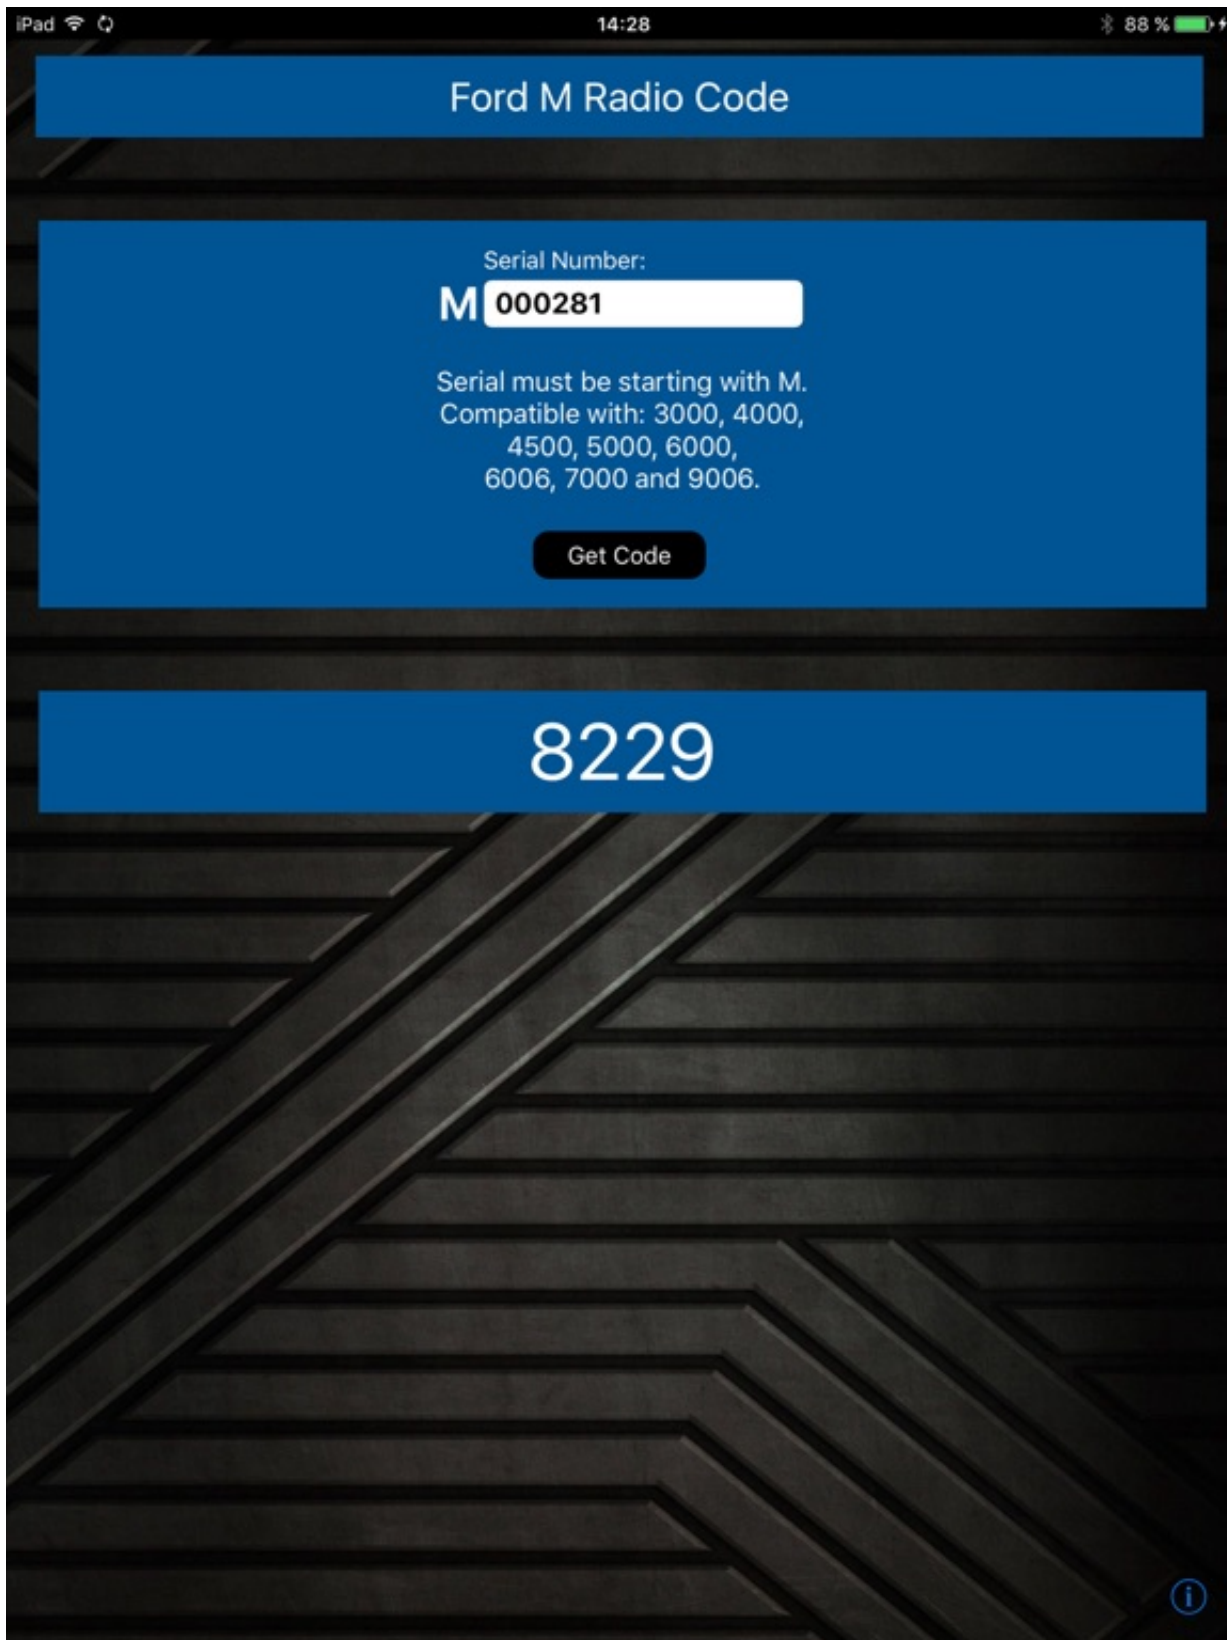 iPad 14:28 88 %
Ford M Radio Code
Serial Number:
M 000281
Serial must be starting with M.
Compatible with: 3000, 4000,
4500, 5000, 6000,
6006, 7000 and 9006.
Get Code
8229
i